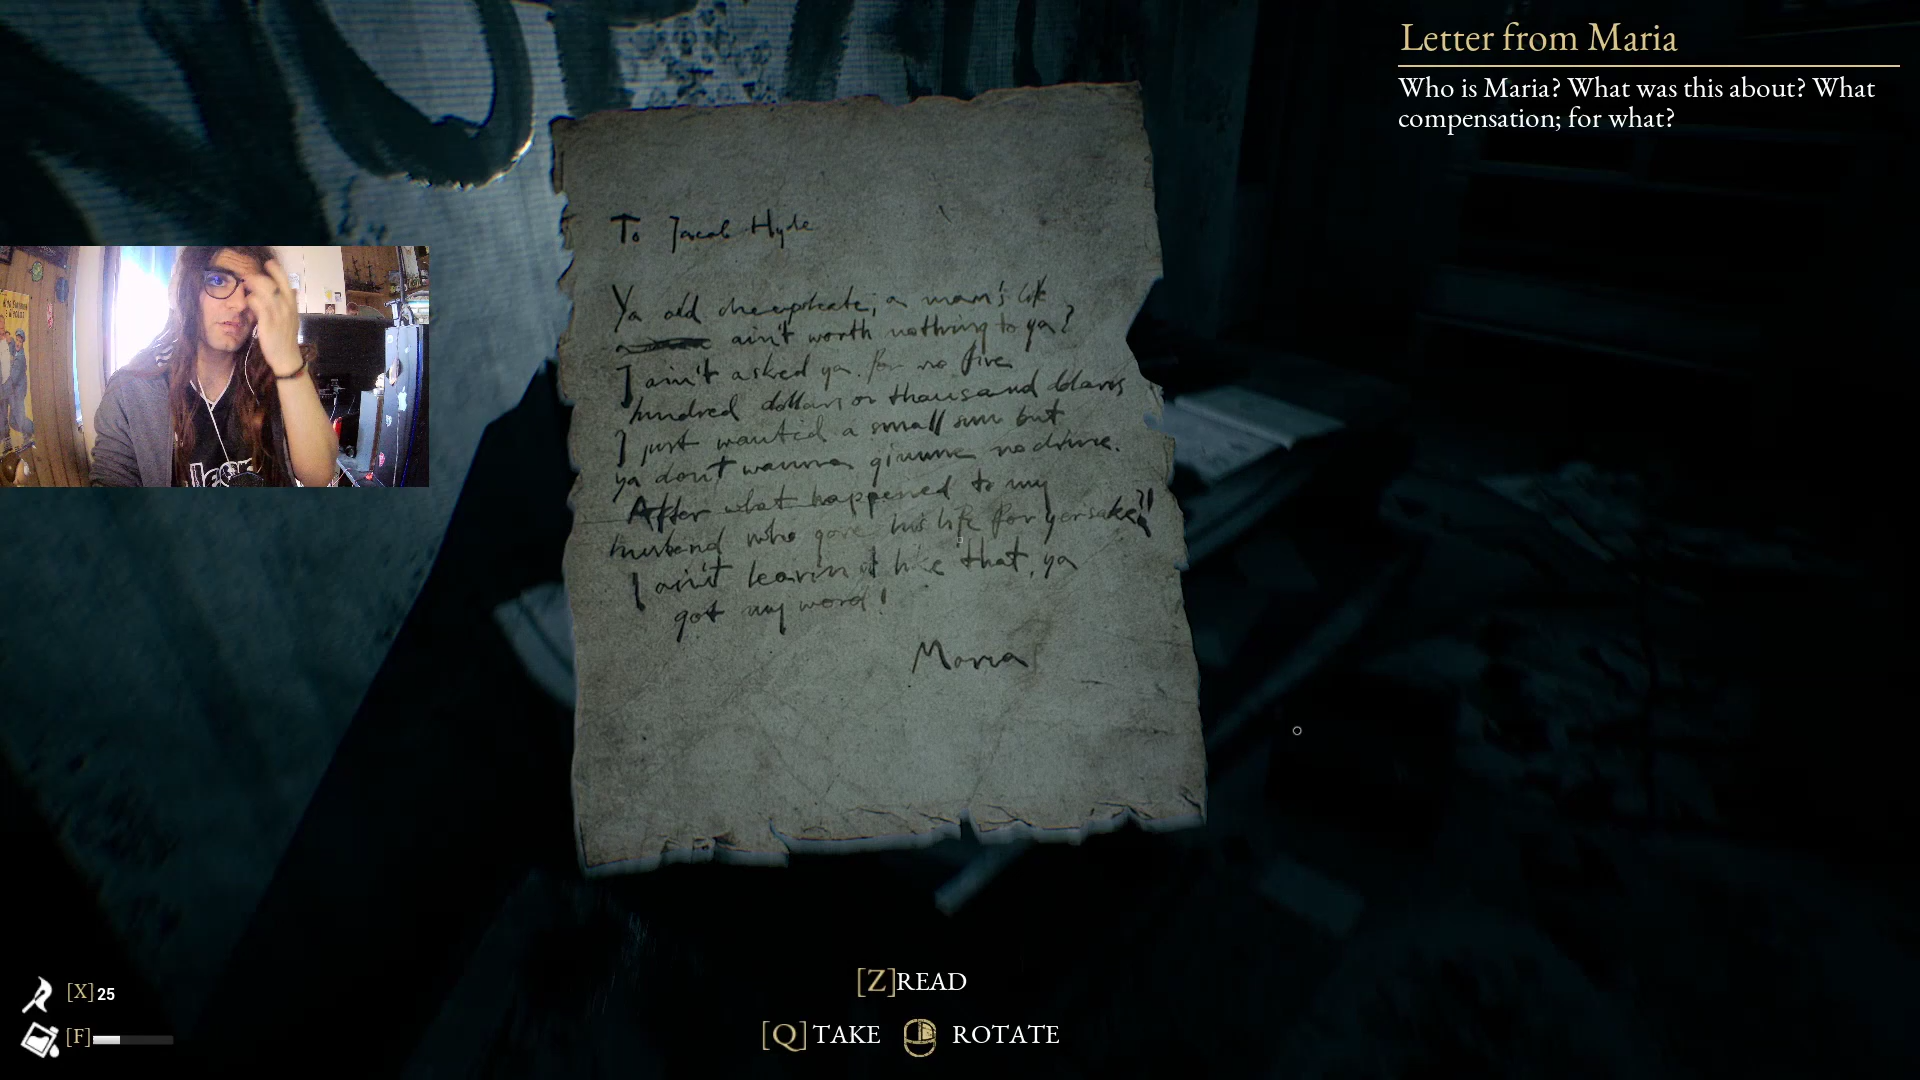 Letter from Maria
Who is Maria? What was this about? What
compensation; for what?
To Jacob Hyde
Ya old cheapskate; a man's life
ain't worth nothing to ya?
I ain't asked ya for no five
hundred dollars or thousand dolars
I just wantid a small sum but
ya don't wanna gimme no dime.
After what happened to my
husband who gave his life for yer sake?!
I ain't leavin it like that, ya
got my word!
Maria
[X] 25
[F]
[Z] READ
[Q] TAKE ROTATE